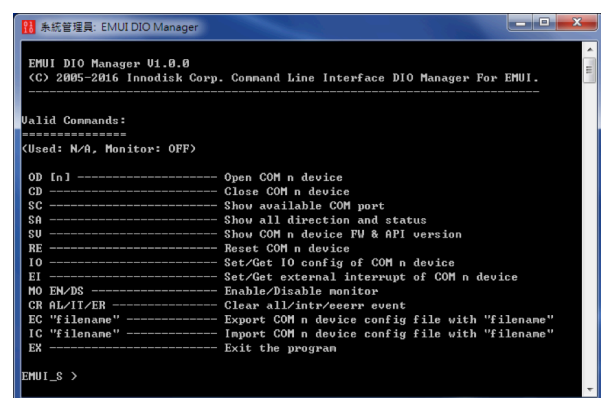 系統管理員: EMUI DIO Manager
EMUI DIO Manager V1.0.0
(C) 2005-2016 Innodisk Corp. Command Line Interface DIO Manager For EMUI.
------------------------------------------------------------------------
Valid Commands:
===============
(Used: N/A, Monitor: OFF)
OD [n] -------------------- Open COM n device
CD ------------------------ Close COM n device
SC ------------------------ Show available COM port
SA ------------------------ Show all direction and status
SV ------------------------ Show COM n device FW & API version
RE ------------------------ Reset COM n device
IO ------------------------ Set/Get IO config of COM n device
EI ------------------------ Set/Get external interrupt of COM n device
MO EN/DS ------------------ Enable/Disable monitor
CR AL/IT/ER --------------- Clear all/intr/eeerr event
EC "filename" ------------- Export COM n device config file with "filename"
IC "filename" ------------- Import COM n device config file with "filename"
EX ------------------------ Exit the program
EMUI_S >